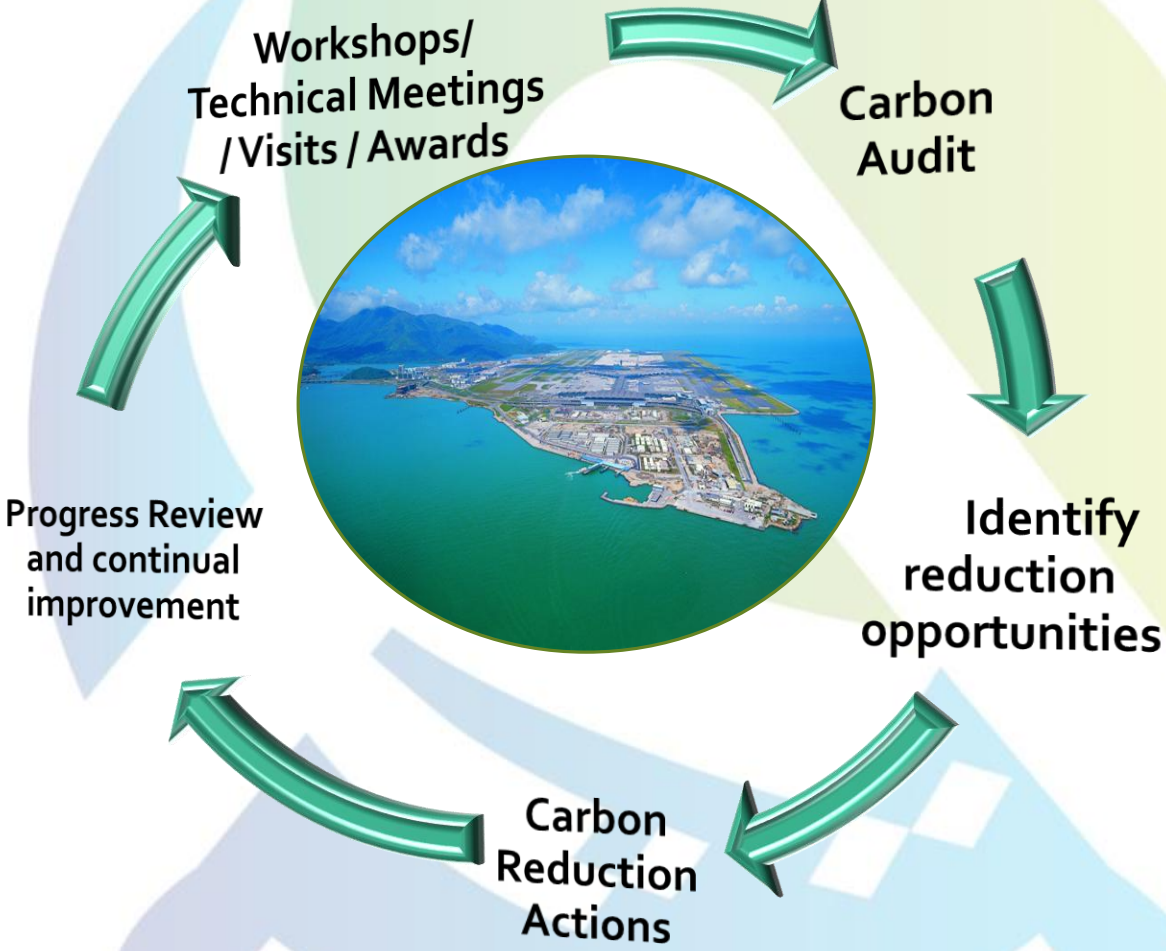 Workshops/
Technical Meetings
/ Visits / Awards
Carbon
Audit
Identify
reduction
opportunities
Carbon
Reduction
Actions
Progress Review
and continual
improvement